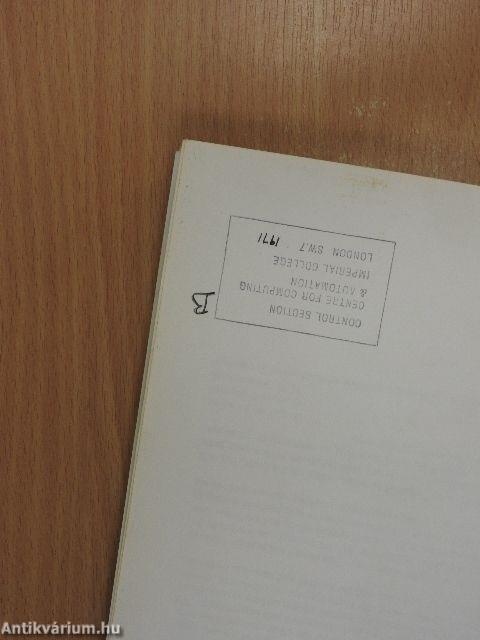 CONTROL SECTION
CENTRE FOR COMPUTING
& AUTOMATION
IMPERIAL COLLEGE
LONDON SW.7 1971
B
Antikvárium.hu